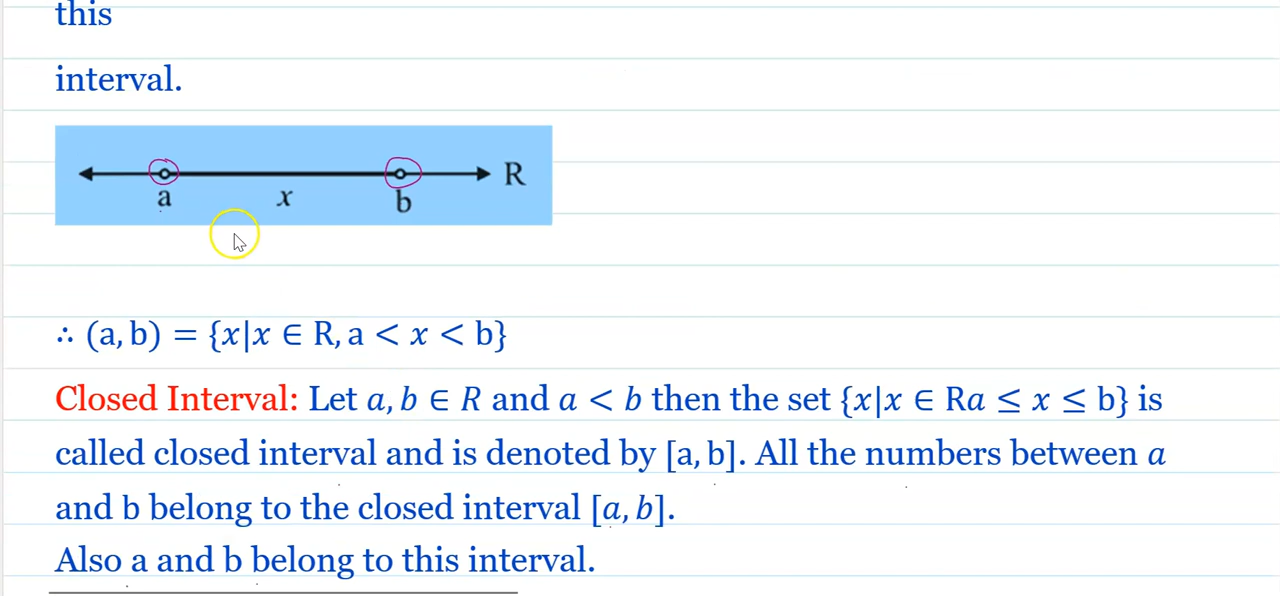 this
interval.
R
a x b
∴ (a, b) = {x|x ∈ R, a < x < b}
Closed Interval: Let a, b ∈ R and a < b then the set {x|x ∈ Ra ≤ x ≤ b} is
called closed interval and is denoted by [a, b]. All the numbers between a
and b belong to the closed interval [a, b].
Also a and b belong to this interval.